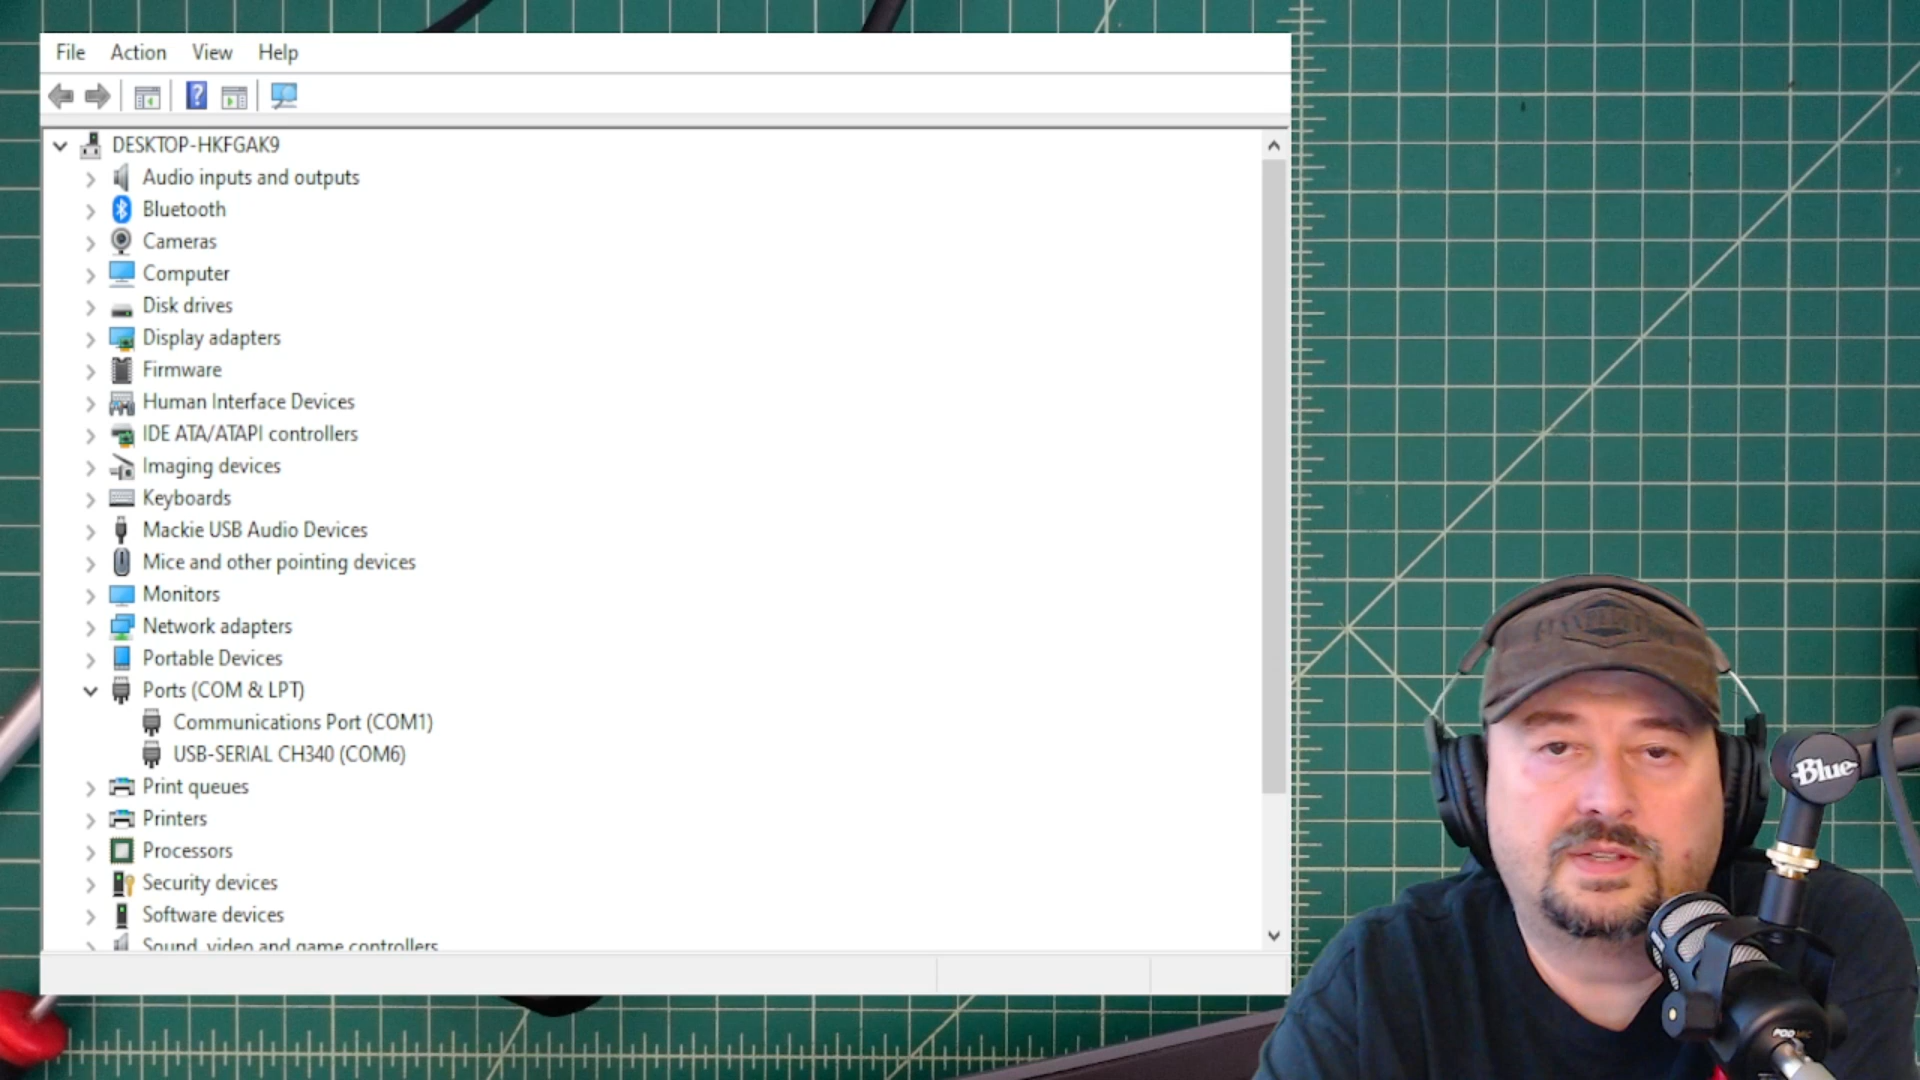 File Action View Help
DESKTOP-HKFGAK9
Audio inputs and outputs
Bluetooth
Cameras
Computer
Disk drives
Display adapters
Firmware
Human Interface Devices
IDE ATA/ATAPI controllers
Imaging devices
Keyboards
Mackie USB Audio Devices
Mice and other pointing devices
Monitors
Network adapters
Portable Devices
Ports (COM & LPT)
Communications Port (COM1)
USB-SERIAL CH340 (COM6)
Print queues
Printers
Processors
Security devices
Software devices
Sound, video and game controllers
Blue
PODMIC